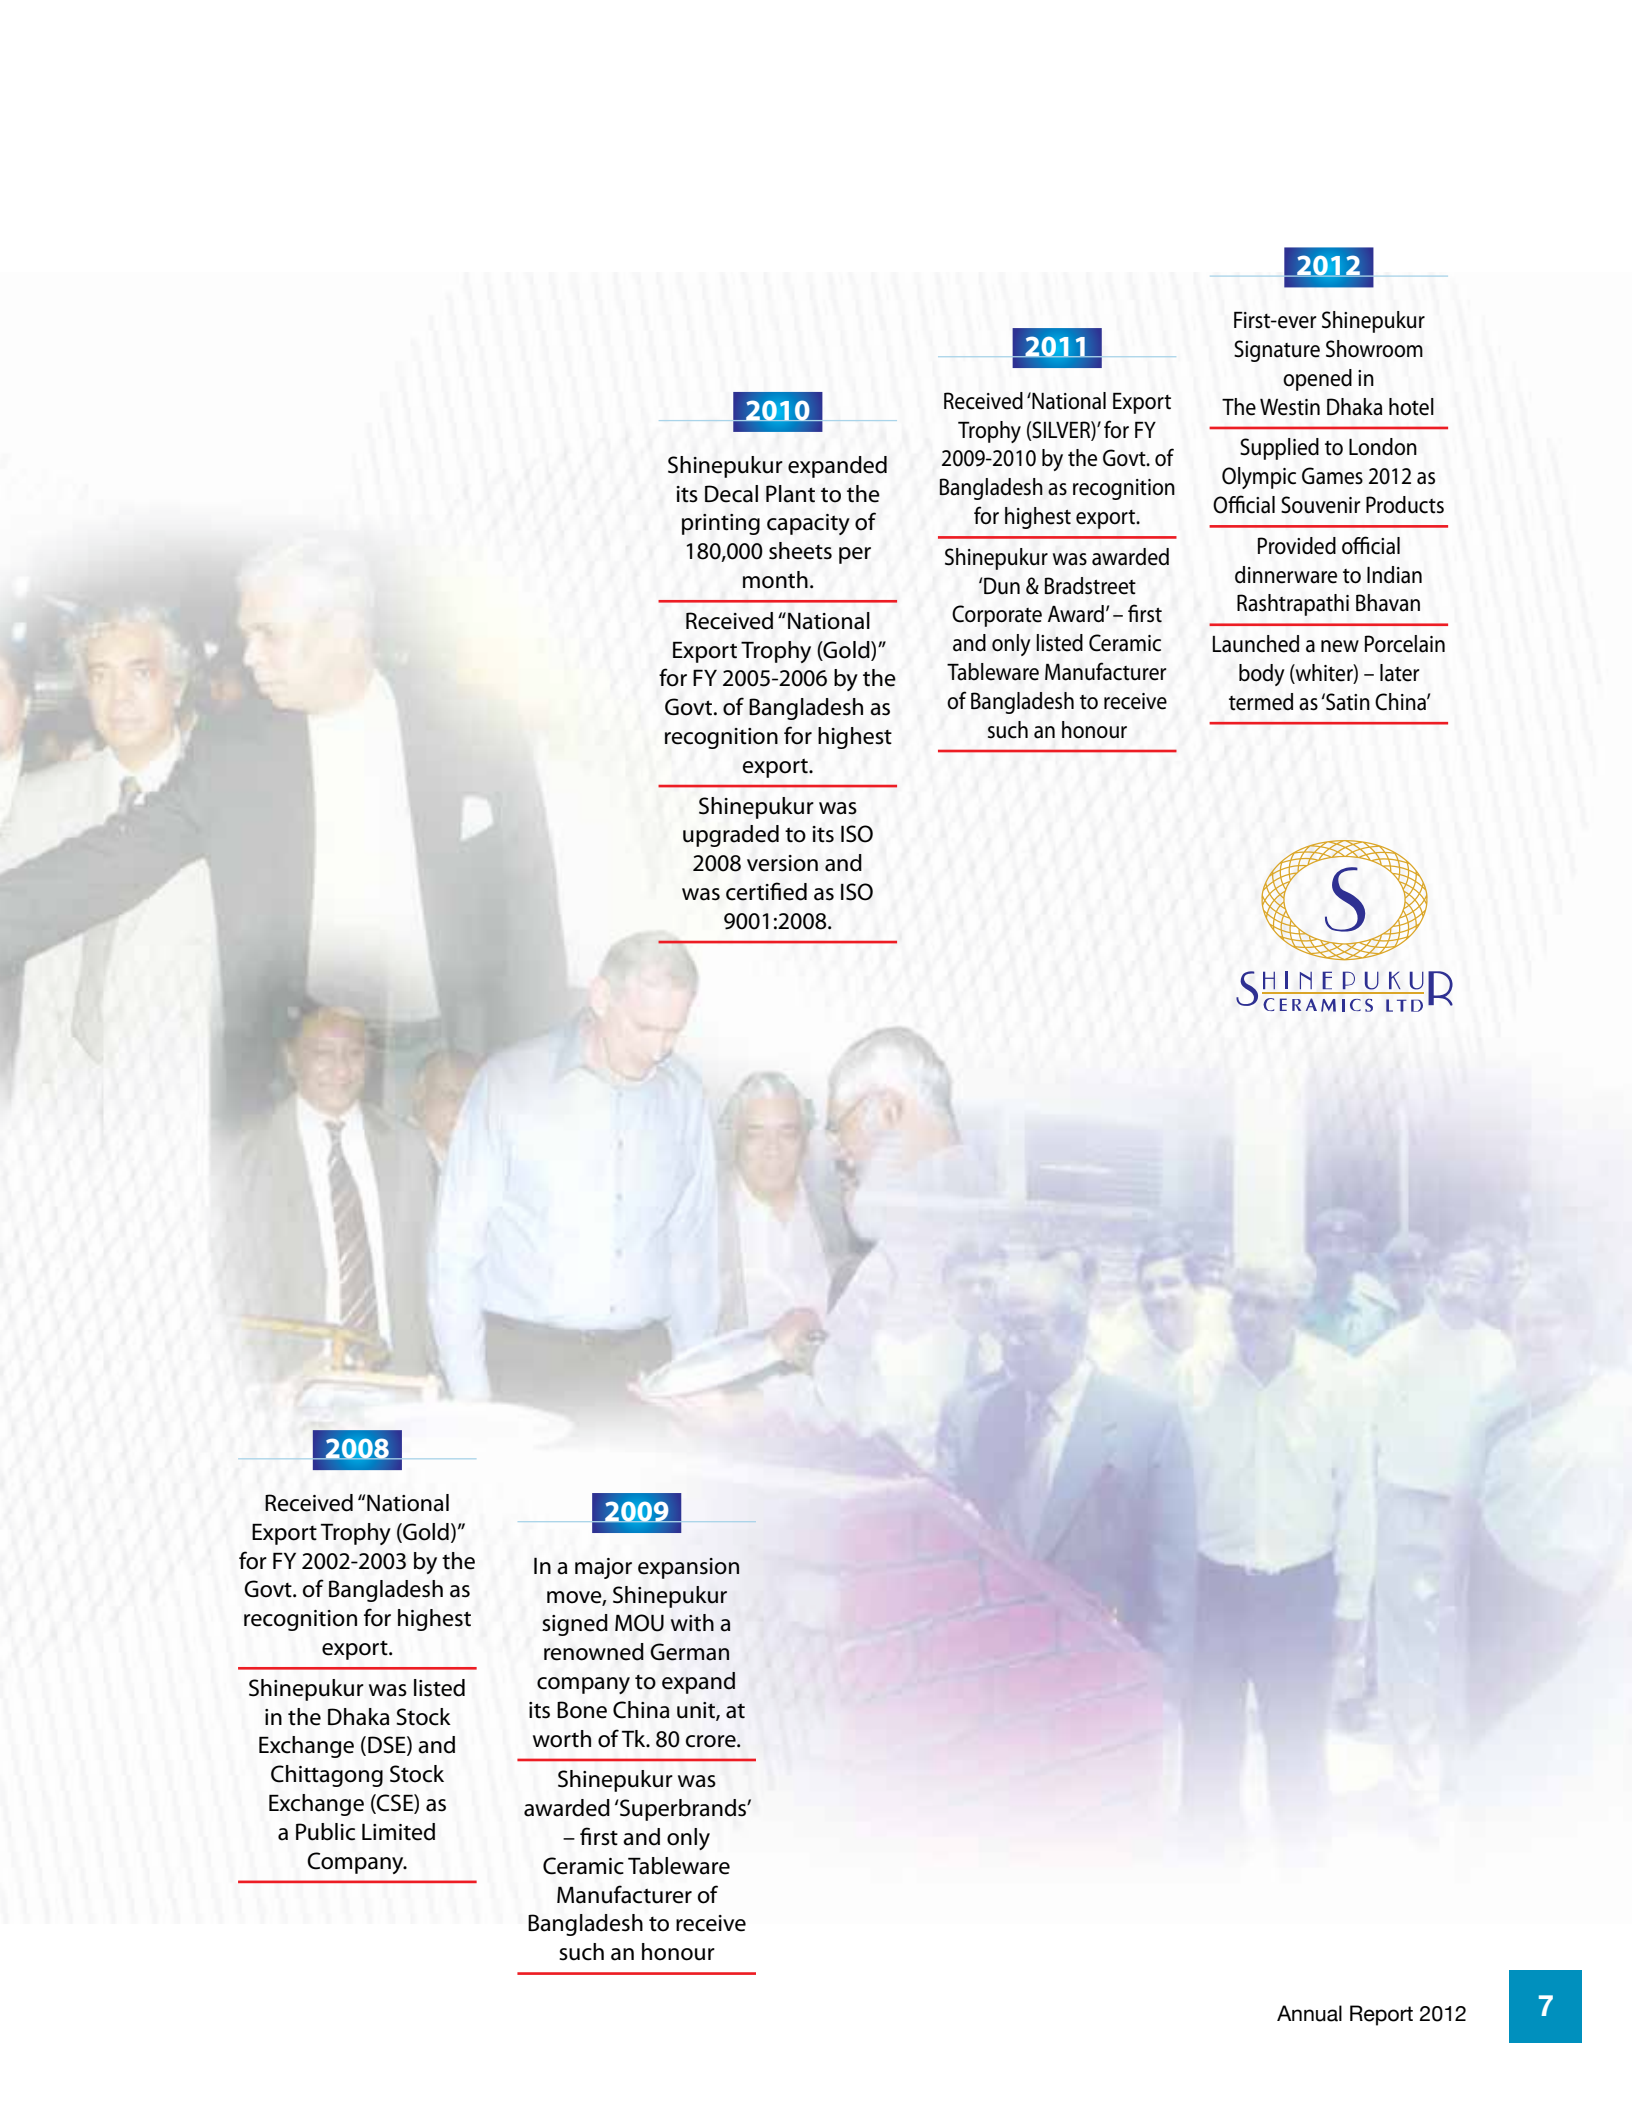 2012
First-ever Shinepukur
Signature Showroom
opened in
The Westin Dhaka hotel
Supplied to London
Olympic Games 2012 as
Official Souvenir Products
Provided official
dinnerware to Indian
Rashtrapathi Bhavan
Launched a new Porcelain
body (whiter) – later
termed as ‘Satin China’
2011
Received ‘National Export
Trophy (SILVER)’ for FY
2009-2010 by the Govt. of
Bangladesh as recognition
for highest export.
Shinepukur was awarded
‘Dun & Bradstreet
Corporate Award’ – first
and only listed Ceramic
Tableware Manufacturer
of Bangladesh to receive
such an honour
2010
Shinepukur expanded
its Decal Plant to the
printing capacity of
180,000 sheets per
month.
Received “National
Export Trophy (Gold)”
for FY 2005-2006 by the
Govt. of Bangladesh as
recognition for highest
export.
Shinepukur was
upgraded to its ISO
2008 version and
was certified as ISO
9001:2008.
S
SHINEPUKUR
CERAMICS LTD
2008
Received “National
Export Trophy (Gold)”
for FY 2002-2003 by the
Govt. of Bangladesh as
recognition for highest
export.
Shinepukur was listed
in the Dhaka Stock
Exchange (DSE) and
Chittagong Stock
Exchange (CSE) as
a Public Limited
Company.
2009
In a major expansion
move, Shinepukur
signed MOU with a
renowned German
company to expand
its Bone China unit, at
worth of Tk. 80 crore.
Shinepukur was
awarded ‘Superbrands’
– first and only
Ceramic Tableware
Manufacturer of
Bangladesh to receive
such an honour
Annual Report 2012
7